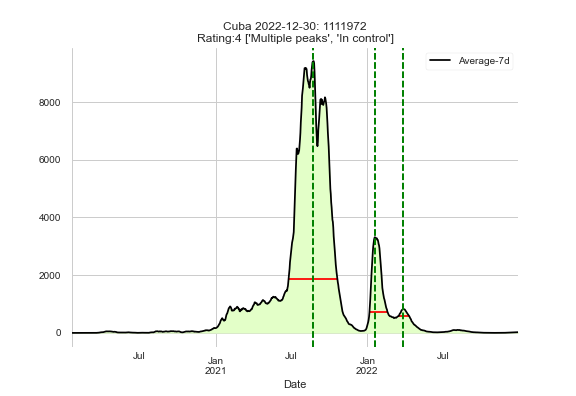 Cuba 2022-12-30: 1111972
Rating:4 ['Multiple peaks', 'In control']
Average-7d
8000
6000
4000
2000
0
Jul
Jan
2021
Jul
Jan
2022
Jul
Date